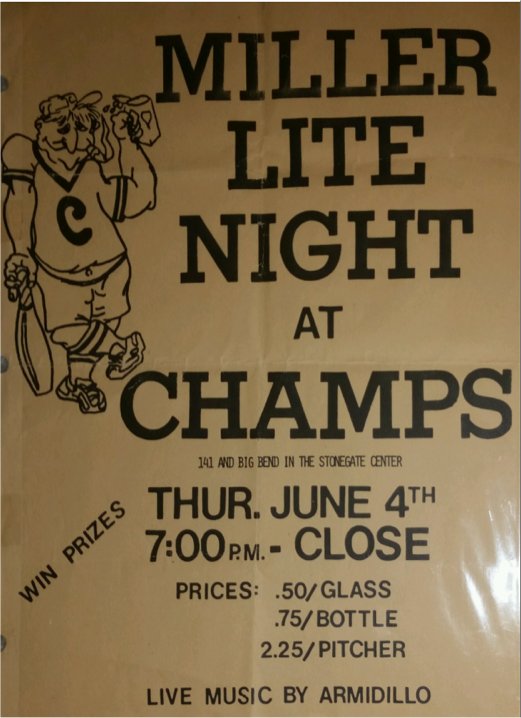 MILLER
LITE
NIGHT
AT
CHAMPS
C
141 AND BIG BEND IN THE STONEGATE CENTER
THUR. JUNE 4TH
7:00 P.M. - CLOSE
WIN PRIZES
PRICES: .50/GLASS
.75/BOTTLE
2.25/PITCHER
LIVE MUSIC BY ARMIDILLO